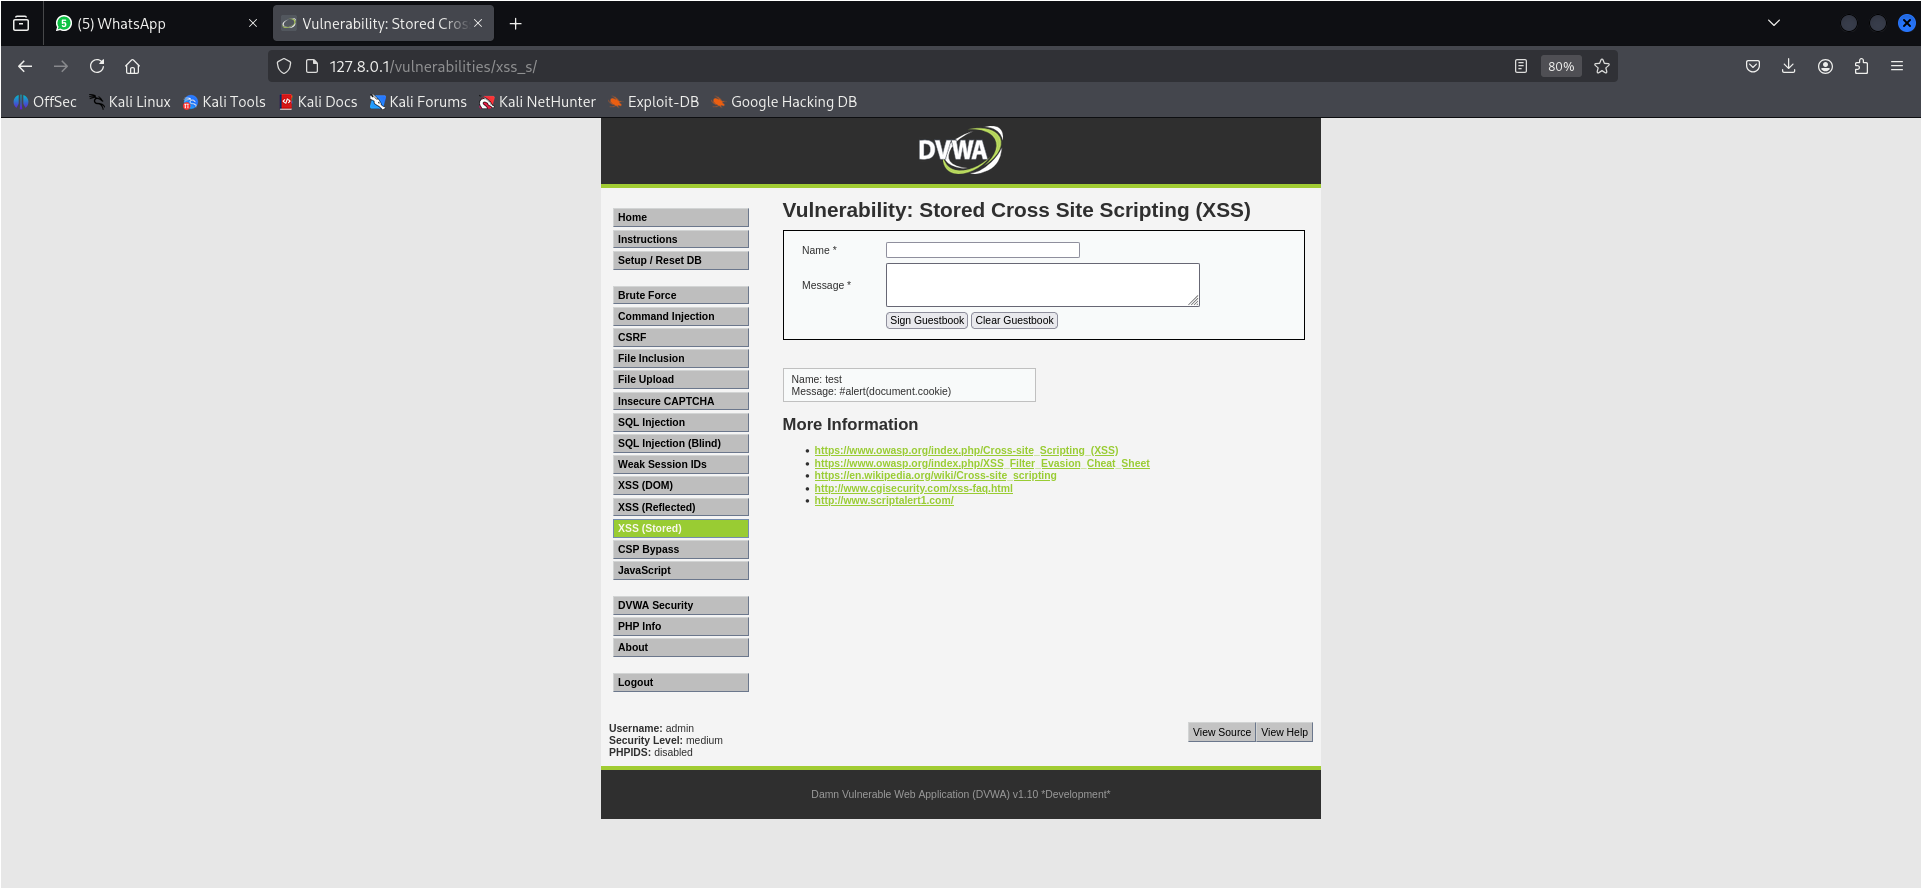 (5) WhatsApp
Vulnerability: Stored Cros
127.8.0.1/vulnerabilities/xss_s/
80%
OffSec Kali Linux Kali Tools Kali Docs Kali Forums Kali NetHunter Exploit-DB Google Hacking DB
DVWA
Home
Instructions
Setup / Reset DB
Brute Force
Command Injection
CSRF
File Inclusion
File Upload
Insecure CAPTCHA
SQL Injection
SQL Injection (Blind)
Weak Session IDs
XSS (DOM)
XSS (Reflected)
XSS (Stored)
CSP Bypass
JavaScript
DVWA Security
PHP Info
About
Logout
Vulnerability: Stored Cross Site Scripting (XSS)
Name *
Message *
Sign Guestbook Clear Guestbook
Name: test
Message: #alert(document.cookie)
More Information
https://www.owasp.org/index.php/Cross-site_Scripting_(XSS)
https://www.owasp.org/index.php/XSS_Filter_Evasion_Cheat_Sheet
https://en.wikipedia.org/wiki/Cross-site_scripting
http://www.cgisecurity.com/xss-faq.html
http://www.scriptalert1.com/
Username: admin
Security Level: medium
PHPIDS: disabled
View Source View Help
Damn Vulnerable Web Application (DVWA) v1.10 *Development*